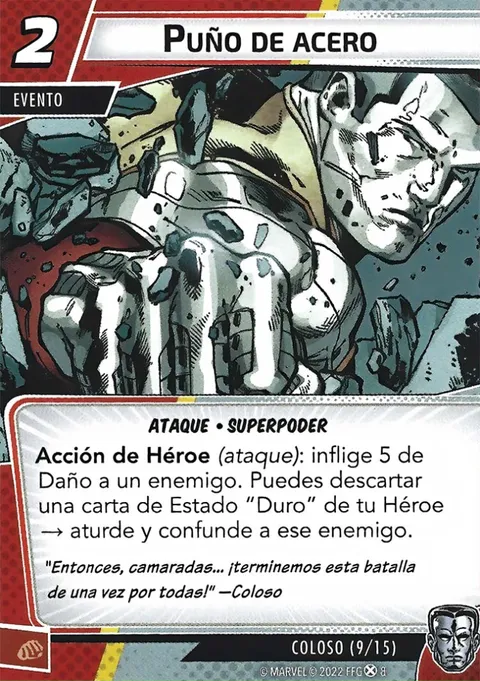 2
PUÑO DE ACERO
EVENTO
ATAQUE • SUPERPODER
Acción de Héroe (ataque): inflige 5 de
Daño a un enemigo. Puedes descartar
una carta de Estado “Duro” de tu Héroe
→ aturde y confunde a ese enemigo.
"Entonces, camaradas... ¡terminemos esta batalla
de una vez por todas!" —Coloso
COLOSO (9/15)
© MARVEL © 2022 FFG